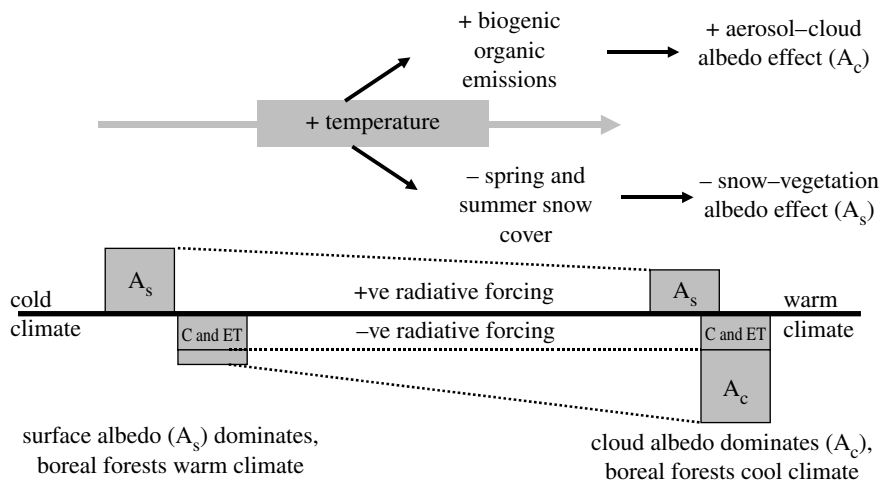 + biogenic
organic
emissions
+ aerosol–cloud
albedo effect (Ac)
+ temperature
– spring and
summer snow
cover
– snow–vegetation
albedo effect (As)
As
As
cold
climate
+ve radiative forcing
–ve radiative forcing
warm
climate
C and ET
C and ET
Ac
surface albedo (As) dominates,
boreal forests warm climate
cloud albedo dominates (Ac),
boreal forests cool climate